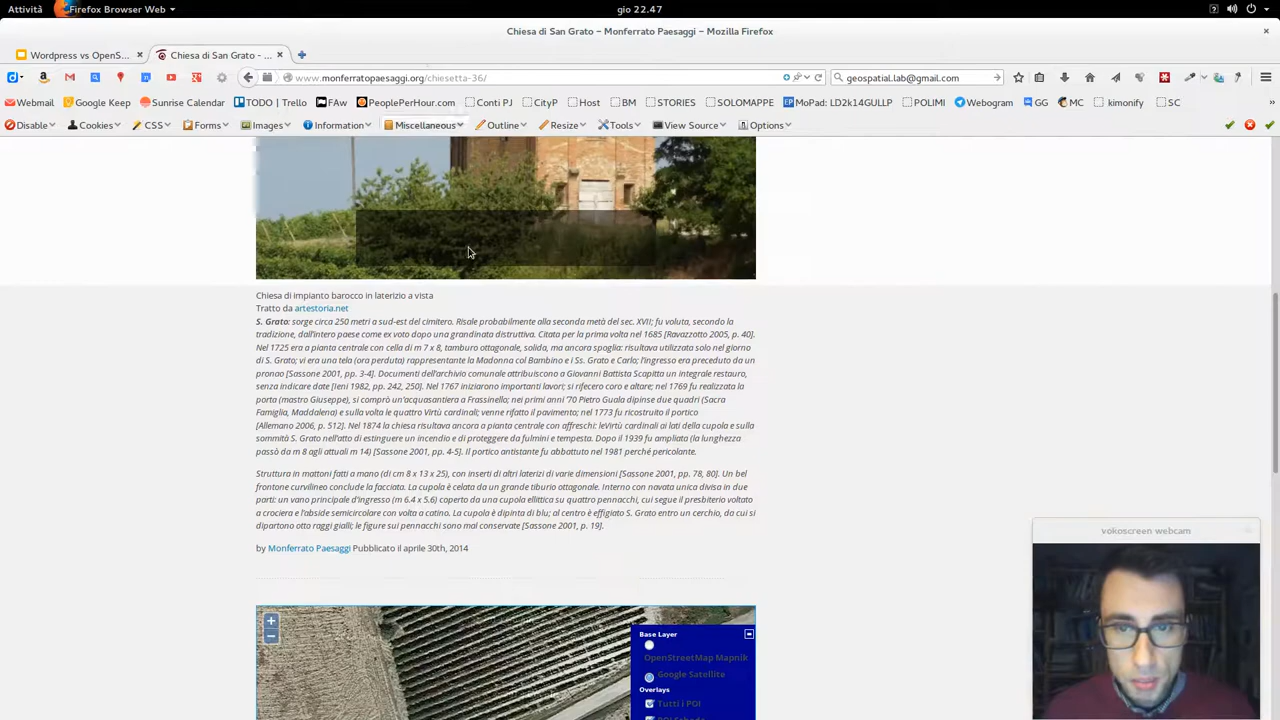 Attività Firefox Browser Web gio 22.47
Chiesa di San Grato – Monferrato Paesaggi – Mozilla Firefox
Wordpress vs OpenS... Chiesa di San Grato - ...
www.monferratopaesaggi.org/chiesetta-36/ geospatial.lab@gmail.com
Webmail Google Keep Sunrise Calendar TODO | Trello FAw PeoplePerHour.com Conti PJ CityP Host BM STORIES SOLOMAPPE MoPad: LD2k14GULLP POLIMI Webogram GG MC kimonify SC
Disable Cookies CSS Forms Images Information Miscellaneous Outline Resize Tools View Source Options
Chiesa di impianto barocco in laterizio a vista
Tratto da artestoria.net
S. Grato: sorge circa 250 metri a sud-est del cimitero. Risale probabilmente alla seconda metà del sec. XVII; fu voluta, secondo la
tradizione, dall'intero paese come ex voto dopo una grandinata distruttiva. Citata per la prima volta nel 1685 [Ravazzotto 2005, p. 40].
Nel 1725 era a pianta centrale con cella di m 7 x 8, tamburo ottagonale, solida, ma ancora spoglia: risultava utilizzata solo nel giorno
di S. Grato; vi era una tela (ora perduta) rappresentante la Madonna col Bambino e i Ss. Grato e Carlo; l'ingresso era preceduto da un
pronao [Sassone 2001, pp. 3-4]. Documenti dell'archivio comunale attribuiscono a Giovanni Battista Scapitta un integrale restauro,
senza indicare date [Ieni 1982, pp. 242, 250]. Nel 1767 iniziarono importanti lavori; si rifecero coro e altare; nel 1769 fu realizzata la
porta (mastro Giuseppe), si comprò un'acquasantiera a Frassinello; nei primi anni '70 Pietro Guala dipinse due quadri (Sacra
Famiglia, Maddalena) e sulla volta le quattro Virtù cardinali; venne rifatto il pavimento; nel 1773 fu ricostruito il portico
[Allemano 2006, p. 512]. Nel 1874 la chiesa risultava ancora a pianta centrale con affreschi: leVirtù cardinali ai lati della cupola e sulla
sommità S. Grato nell'atto di estinguere un incendio e di proteggere da fulmini e tempesta. Dopo il 1939 fu ampliata (la lunghezza
passò da m 8 agli attuali m 14) [Sassone 2001, pp. 4-5]. Il portico antistante fu abbattuto nel 1981 perché pericolante.
Struttura in mattoni fatti a mano (di cm 8 x 13 x 25), con inserti di altri laterizi di varie dimensioni [Sassone 2001, pp. 78, 80]. Un bel
frontone curvilineo conclude la facciata. La cupola è celata da un grande tiburio ottagonale. Interno con navata unica divisa in due
parti: un vano principale d'ingresso (m 6.4 x 5.6) coperto da una cupola ellittica su quattro pennacchi, cui segue il presbiterio voltato
a crociera e l'abside semicircolare con volta a catino. La cupola è dipinta di blu; al centro è effigiato S. Grato entro un cerchio, da cui si
dipartono otto raggi gialli; le figure sui pennacchi sono mal conservate [Sassone 2001, p. 19].
by Monferrato Paesaggi Pubblicato il aprile 30th, 2014
vokoscreen webcam
+
–
Base Layer
OpenStreetMap Mapnik
Google Satellite
Overlays
Tutti i POI
POI Scheda